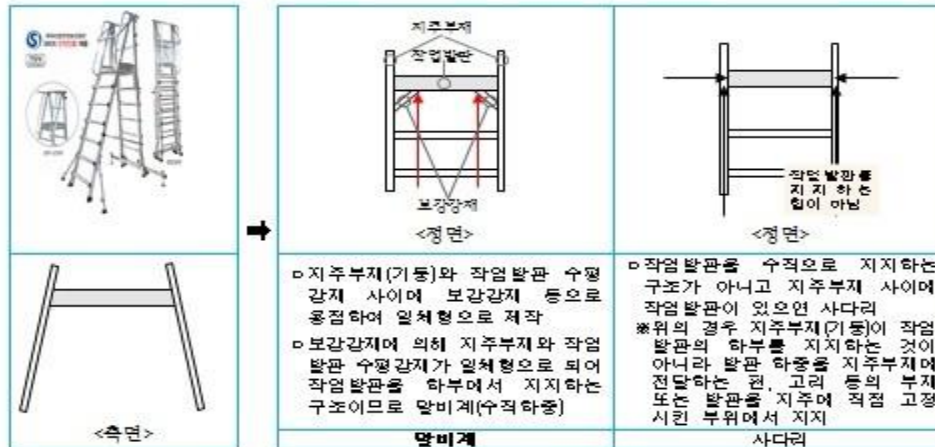 지주부재
작업발판
보강강재
<정면>
작업발판을
지지하는
힘이 아님
<정면>
<측면>
ㅁ지주부재(기둥)와 작업발판 수평
강재 사이에 보강강재 등으로
용접하여 일체형으로 제작
ㅁ보강강재에 의해 지주부재와 작업
발판 수평강재가 일체형으로 되어
작업발판을 하부에서 지지하는
구조이므로 말비계(수직하중)
말비계
ㅁ작업발판을 수직으로 지지하는
구조가 아니고 지주부재 사이에
작업발판이 있으면 사다리
※위의 경우 지주부재(기둥)이 작업
발판의 하부를 지지하는 것이
아니라 발판 하중을 지주부재에
전달하는 핀, 고리 등의 부재
또는 발판을 지주에 직접 고정
시킨 부위에서 지지
사다리